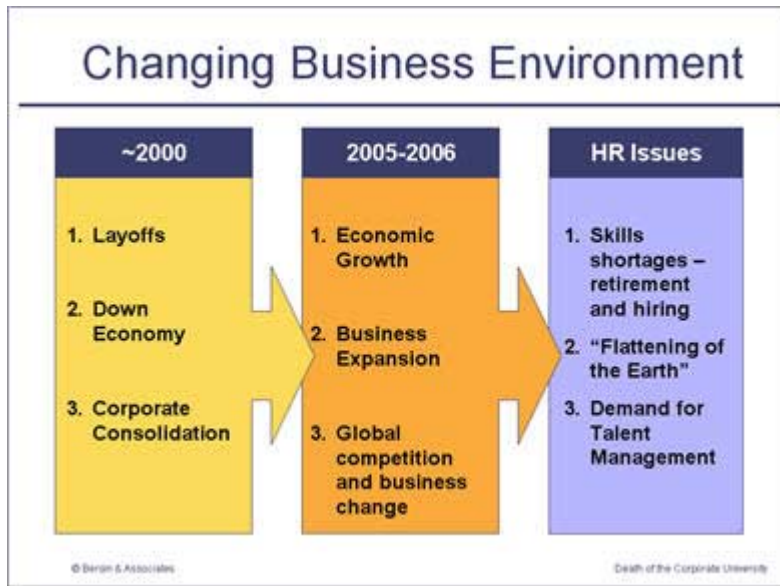 Changing Business Environment
~2000
1. Layoffs
2. Down
Economy
3. Corporate
Consolidation
2005-2006
1. Economic
Growth
2. Business
Expansion
3. Global
competition
and business
change
HR Issues
1. Skills
shortages –
retirement
and hiring
2. “Flattening of
the Earth”
3. Demand for
Talent
Management
© Bersin & Associates
Death of the Corporate University